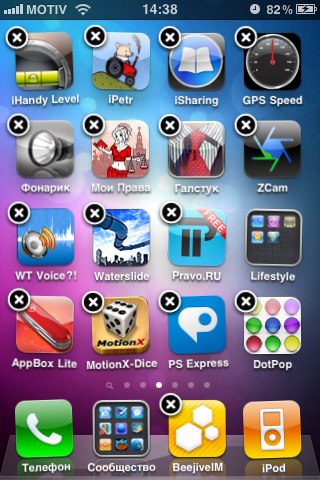 MOTIV 14:38 82%
iHandy Level iPetr iSharing GPS Speed
Фонарик Мои Права Галстук ZCam
FREE
WT Voice?! Waterslide Pravo.RU Lifestyle
MotionX
AppBox Lite MotionX-Dice PS Express DotPop
Телефон Сообщество BeejiveIM iPod